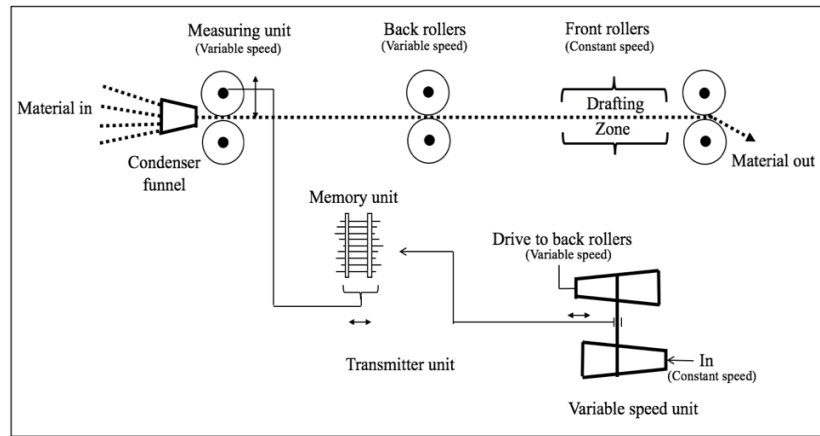 Measuring unit
(Variable speed)
Back rollers
(Variable speed)
Front rollers
(Constant speed)
Material in
Drafting
Zone
Condenser
funnel
Material out
Memory unit
Drive to back rollers
(Variable speed)
Transmitter unit
In
(Constant speed)
Variable speed unit